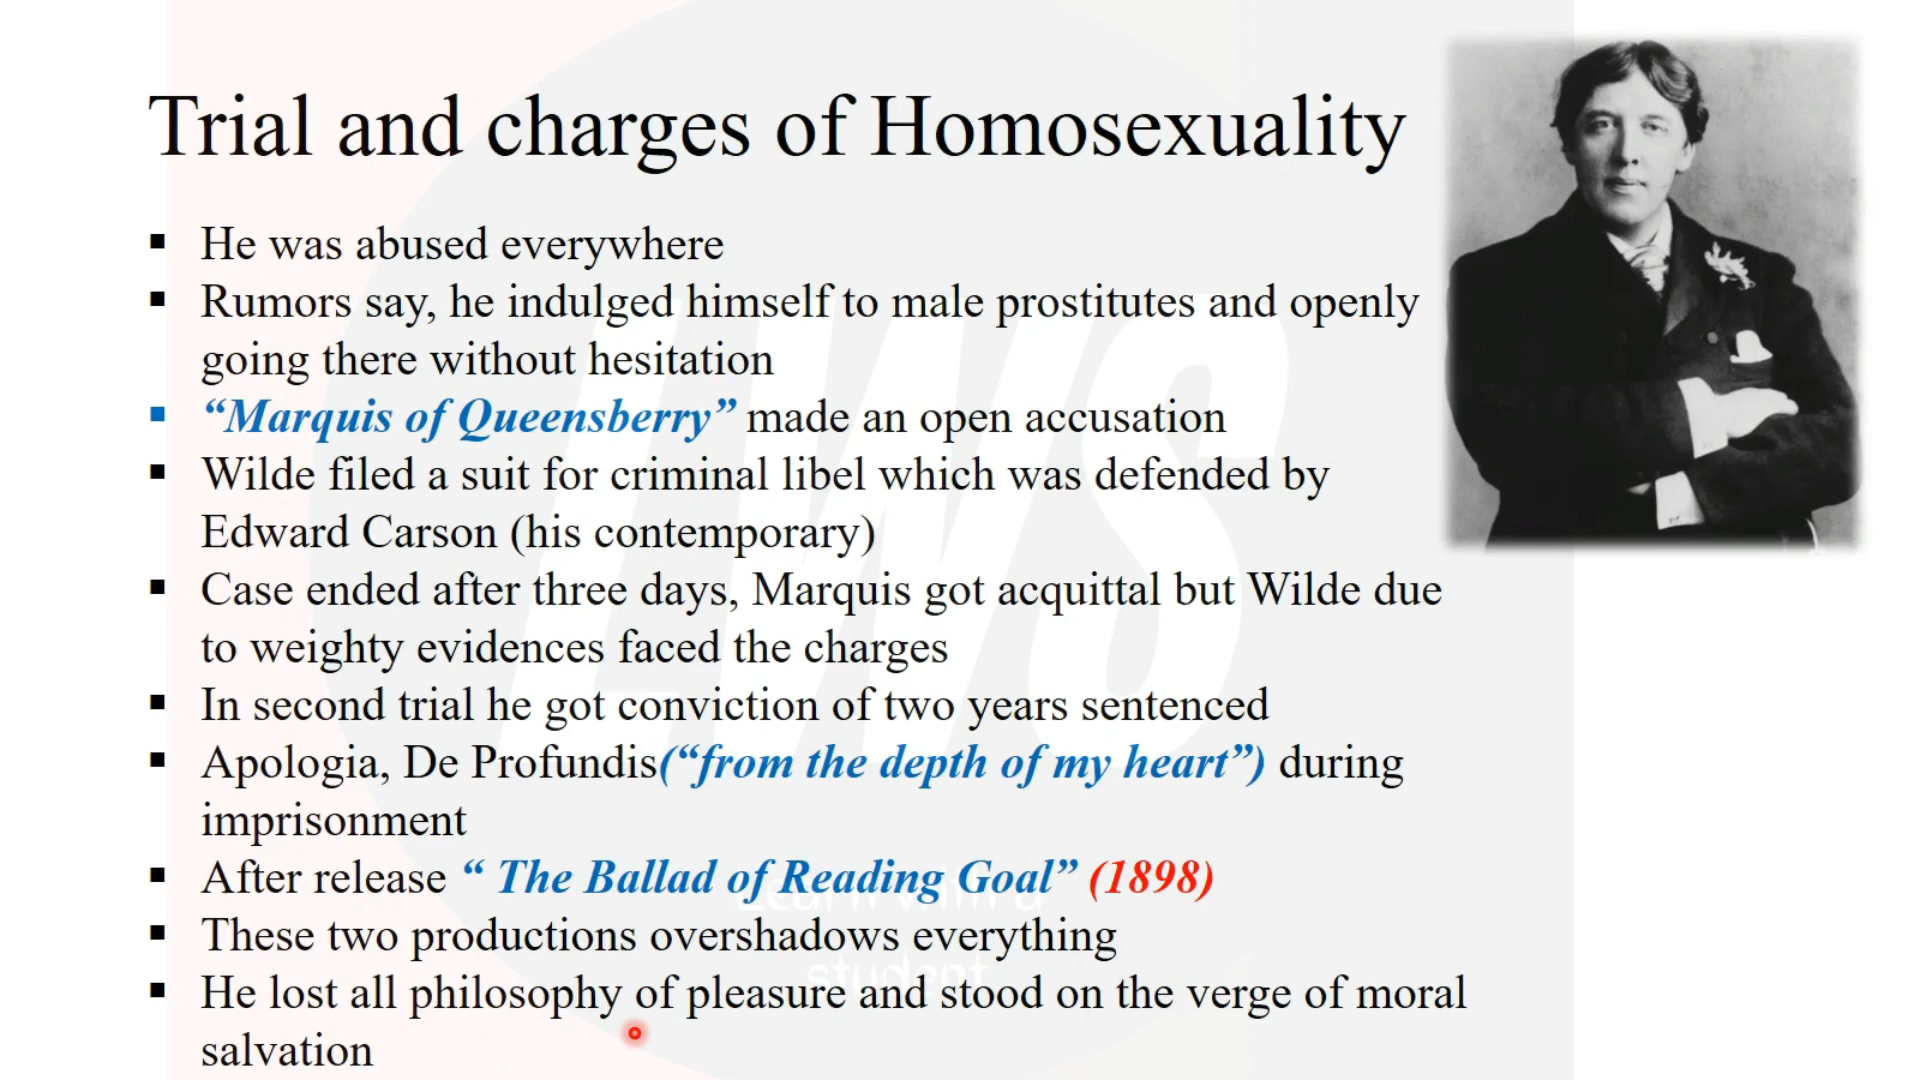 Trial and charges of Homosexuality
▪ He was abused everywhere
▪ Rumors say, he indulged himself to male prostitutes and openly
going there without hesitation
▪ “Marquis of Queensberry” made an open accusation
▪ Wilde filed a suit for criminal libel which was defended by
Edward Carson (his contemporary)
▪ Case ended after three days, Marquis got acquittal but Wilde due
to weighty evidences faced the charges
▪ In second trial he got conviction of two years sentenced
▪ Apologia, De Profundis(“from the depth of my heart”) during
imprisonment
▪ After release “ The Ballad of Reading Goal” (1898)
▪ These two productions overshadows everything
▪ He lost all philosophy of pleasure and stood on the verge of moral
salvation
LWS
Learn with a
student